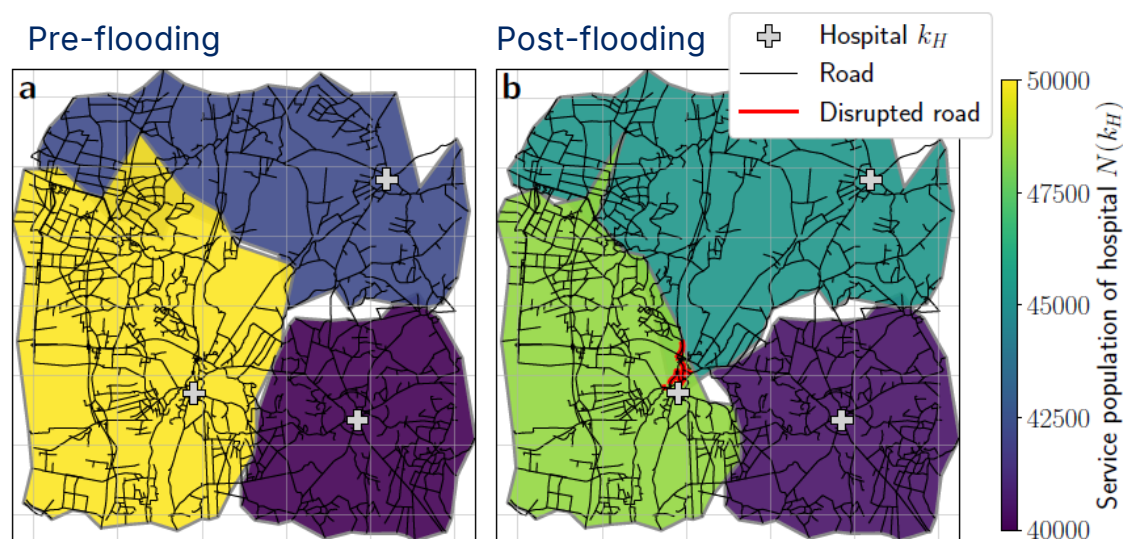 Pre-flooding
Post-flooding
Hospital k_H
Road
Disrupted road
a
b
50000
47500
45000
42500
40000
Service population of hospital N(k_H)